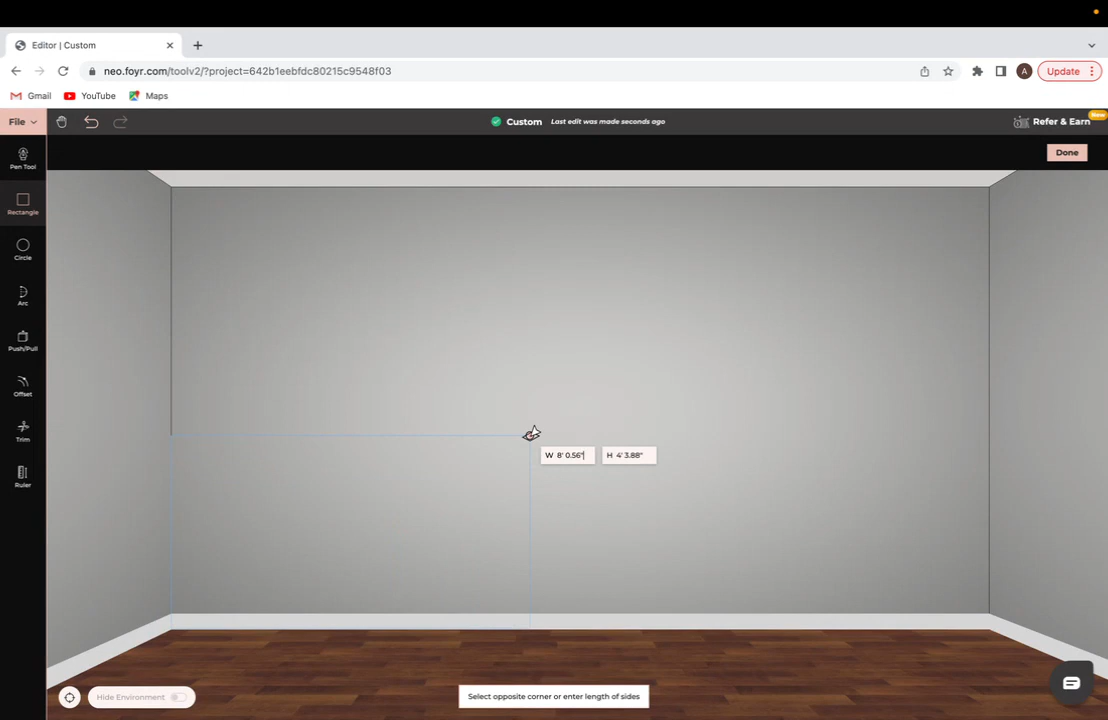 Editor | Custom
neo.foyr.com/toolv2/?project=642b1eebfdc80215c9548f03
A
Update
Gmail
YouTube
Maps
File
Custom
Last edit was made seconds ago
Refer & Earn
New
Done
Pen Tool
Rectangle
Circle
Arc
Push/Pull
Offset
Trim
Ruler
W 8' 0.56"
H 4' 3.88"
Hide Environment
Select opposite corner or enter length of sides